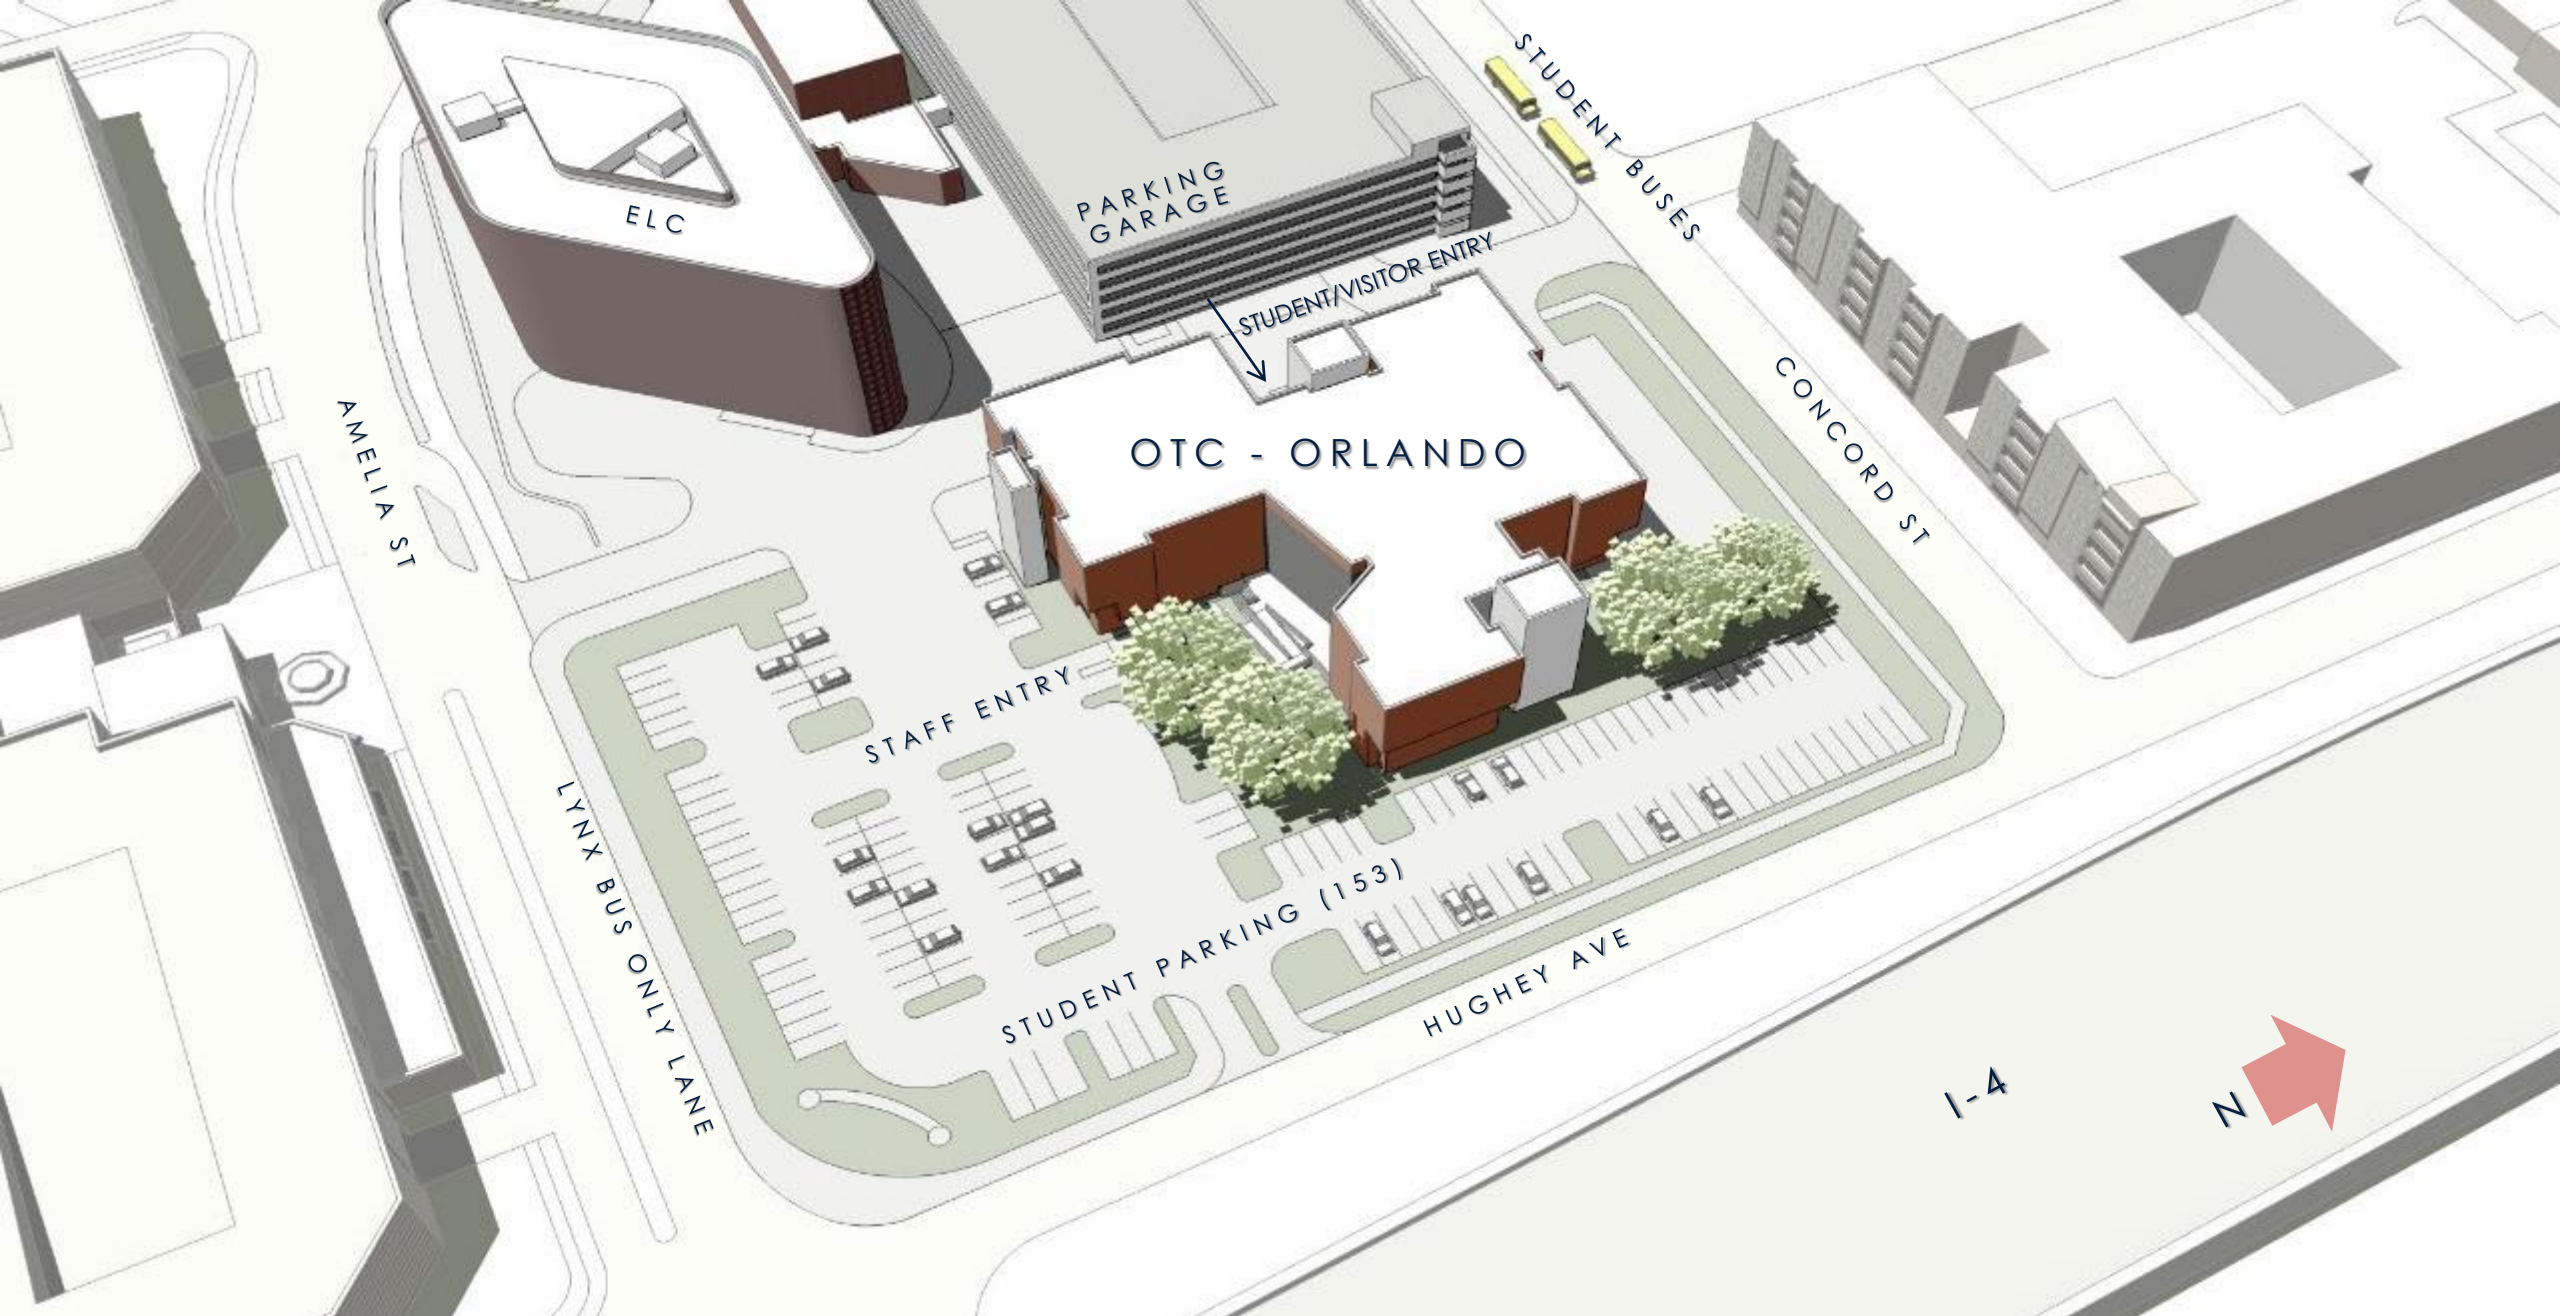 STUDENT BUSES
PARKING
GARAGE
ELC
STUDENT/VISITOR ENTRY
CONCORD ST
AMELIA ST
OTC - ORLANDO
STAFF ENTRY
LYNX BUS ONLY LANE
STUDENT PARKING (153)
HUGHEY AVE
I-4
N